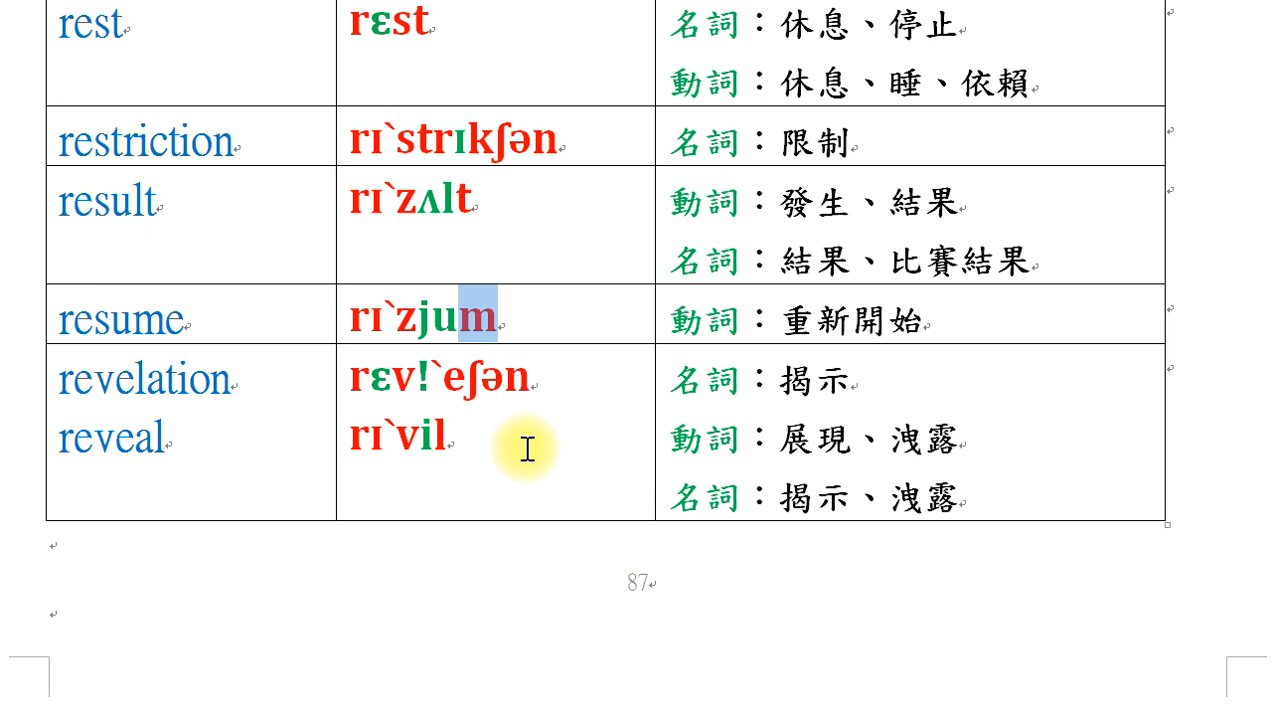 rest rɛst 名詞：休息、停止
動詞：休息、睡、依賴
restriction rɪˋstrɪkʃən 名詞：限制
result rɪˋzʌlt 動詞：發生、結果
名詞：結果、比賽結果
resume rɪˋzjum 動詞：重新開始
revelation rɛv!ˋeʃən 名詞：揭示
reveal rɪˋvil 動詞：展現、洩露
名詞：揭示、洩露
87